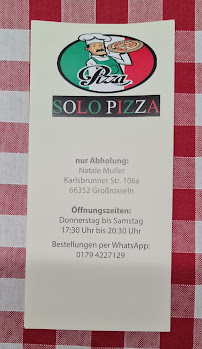 Pizza
SOLO PIZZA
nur Abholung:
Natale Muller
Karlsbrunner Str. 106a
66352 Großrosseln
Öffnungszeiten:
Donnerstag bis Samstag
17:30 Uhr bis 20:30 Uhr
Bestellungen per WhatsApp:
0179 4227129